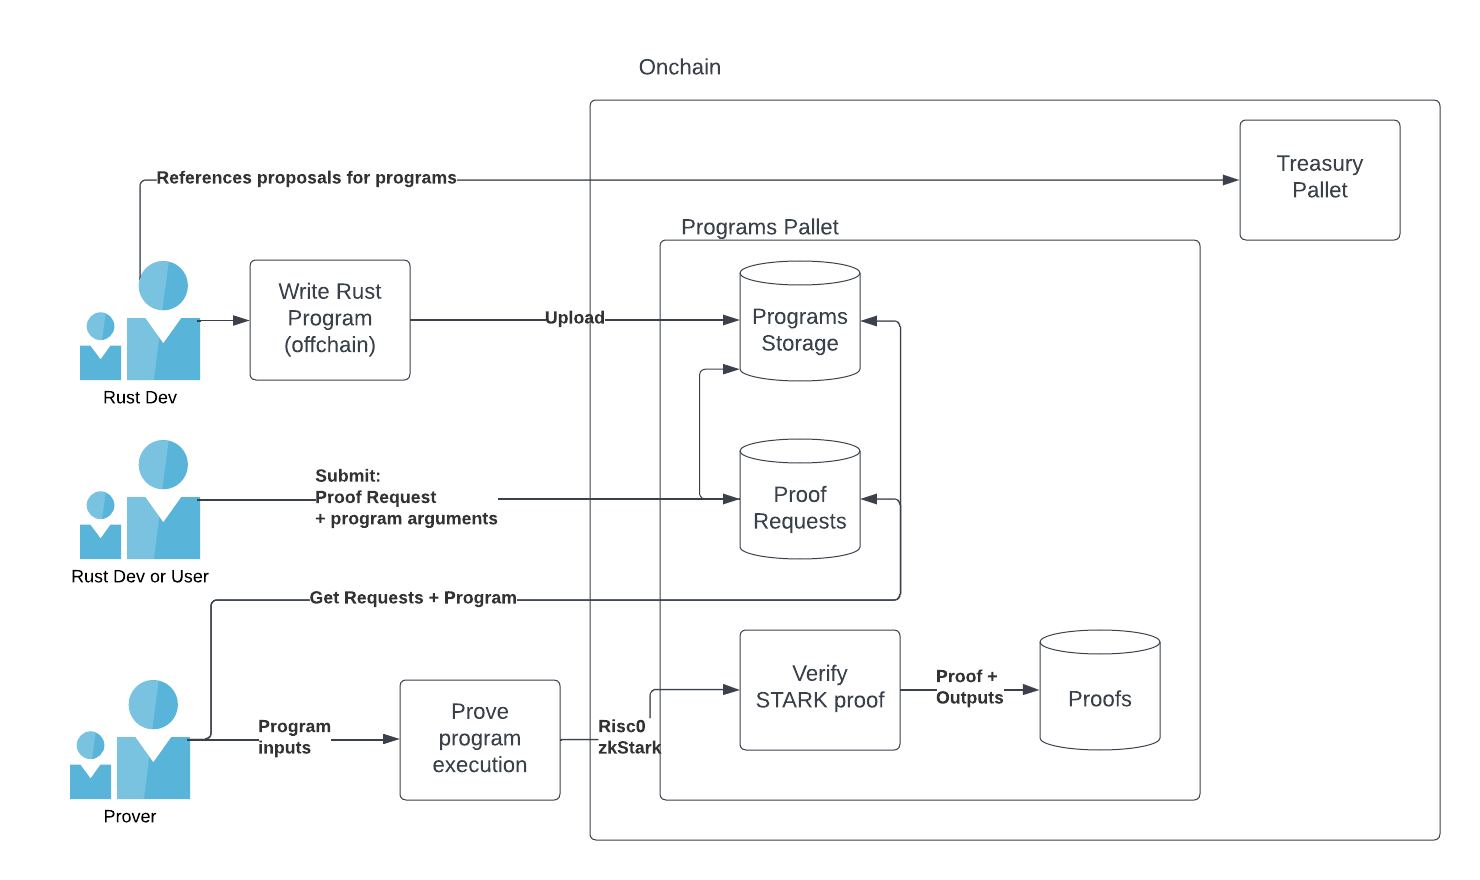 Onchain
Treasury
Pallet
References proposals for programs
Programs Pallet
Write Rust
Program
(offchain)
Upload
Programs
Storage
Rust Dev
Submit:
Proof Request
+ program arguments
Proof
Requests
Rust Dev or User
Get Requests + Program
Verify
STARK proof
Proof +
Outputs
Proofs
Program
inputs
Prove
program
execution
Risc0
zkStark
Prover